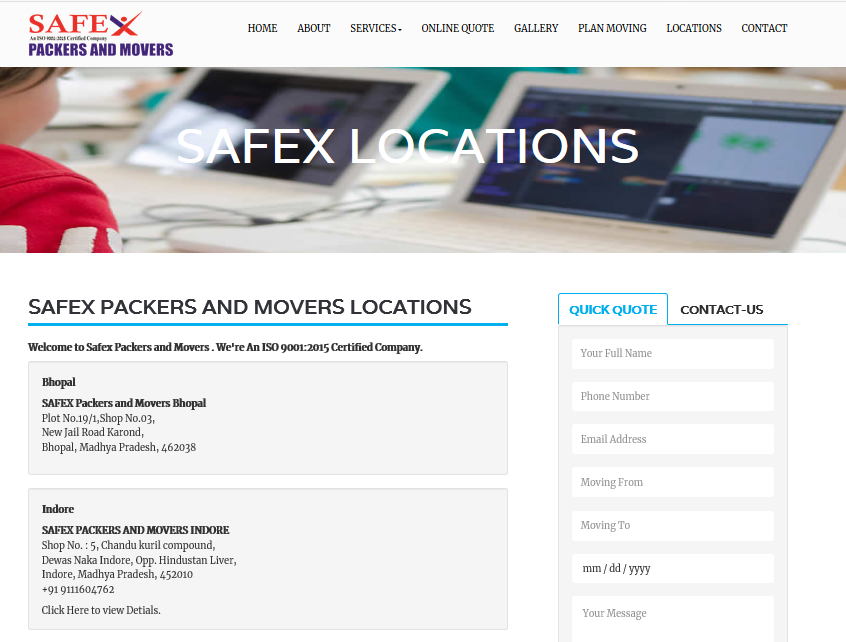 SAFEX
An ISO 9001:2015 Certified Company
PACKERS AND MOVERS
HOME ABOUT SERVICES ONLINE QUOTE GALLERY PLAN MOVING LOCATIONS CONTACT
SAFEX LOCATIONS
SAFEX PACKERS AND MOVERS LOCATIONS
Welcome to Safex Packers and Movers . We're An ISO 9001:2015 Certified Company.
Bhopal
SAFEX Packers and Movers Bhopal
Plot No.19/1,Shop No.03,
New Jail Road Karond,
Bhopal, Madhya Pradesh, 462038
Indore
SAFEX PACKERS AND MOVERS INDORE
Shop No. : 5, Chandu kuril compound,
Dewas Naka Indore, Opp. Hindustan Liver,
Indore, Madhya Pradesh, 452010
+91 9111604762
Click Here to view Detials.
QUICK QUOTE CONTACT-US
Your Full Name
Phone Number
Email Address
Moving From
Moving To
mm / dd / yyyy
Your Message